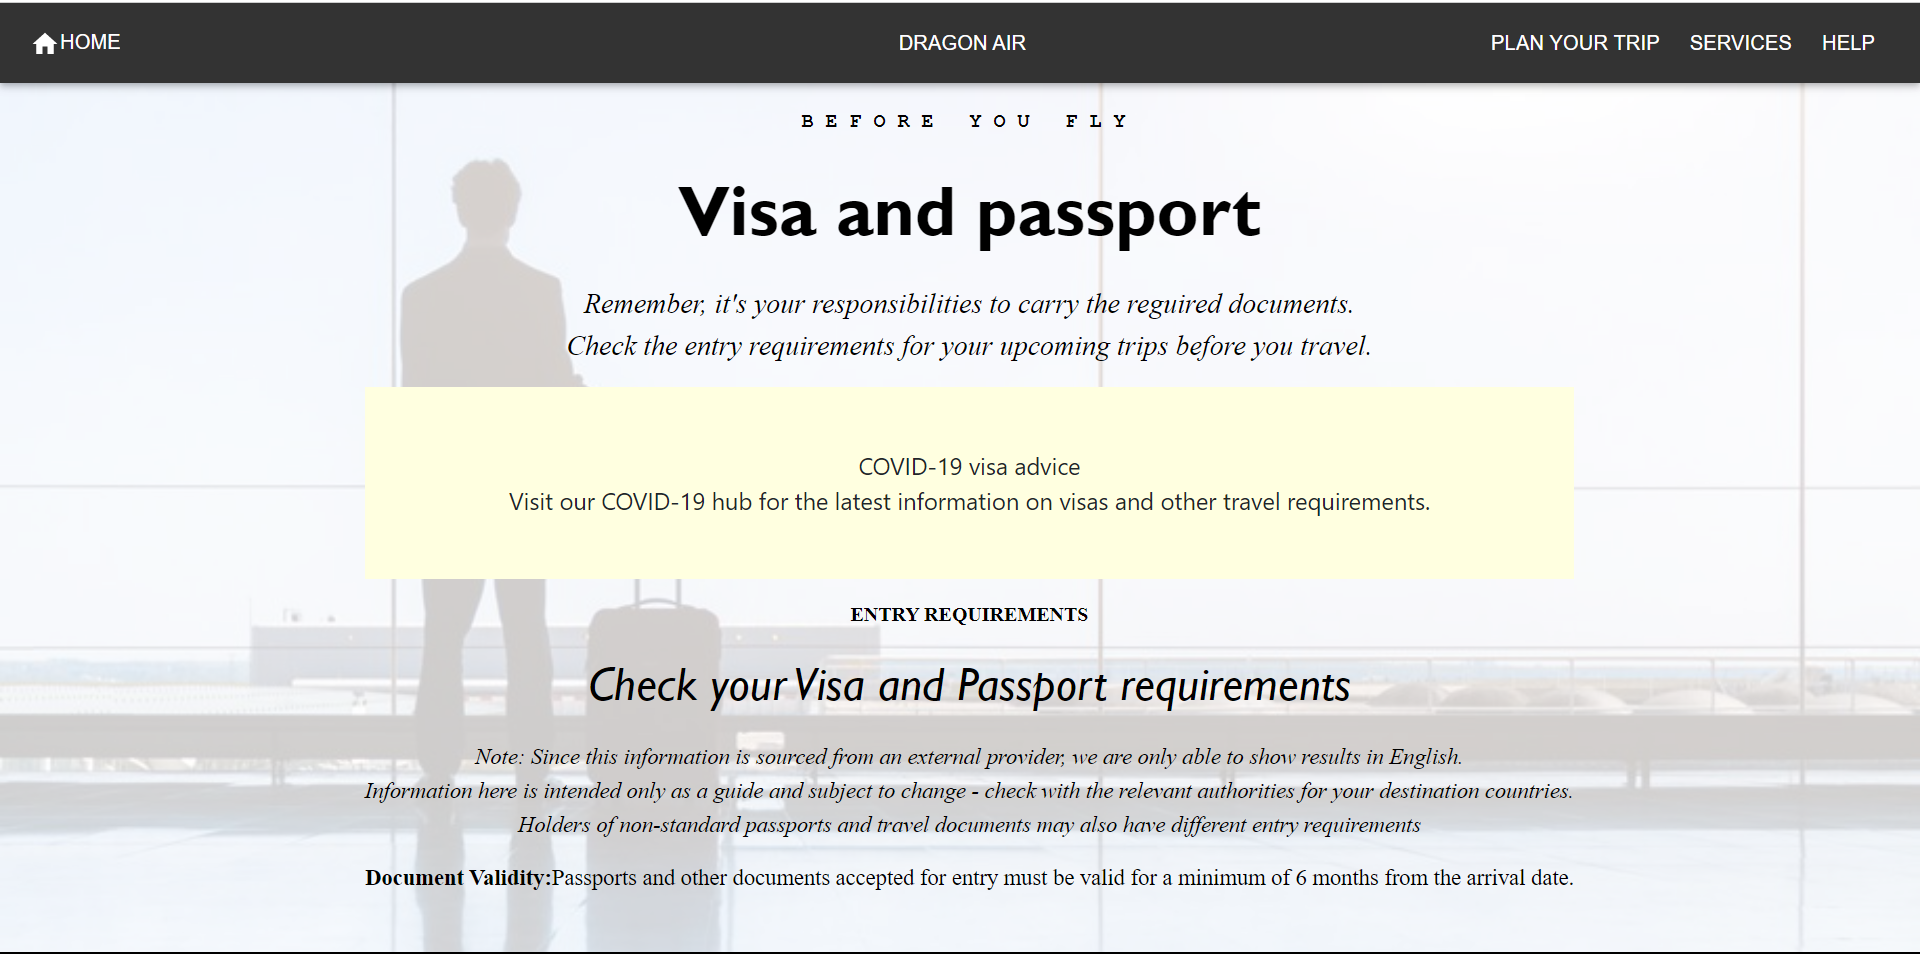 HOME
DRAGON AIR
PLAN YOUR TRIP
SERVICES
HELP
BEFORE YOU FLY
Visa and passport
Remember, it's your responsibilities to carry the reguired documents.
Check the entry requirements for your upcoming trips before you travel.
COVID-19 visa advice
Visit our COVID-19 hub for the latest information on visas and other travel requirements.
ENTRY REQUIREMENTS
Check your Visa and Passport requirements
Note: Since this information is sourced from an external provider, we are only able to show results in English.
Information here is intended only as a guide and subject to change - check with the relevant authorities for your destination countries.
Holders of non-standard passports and travel documents may also have different entry requirements
Document Validity:Passports and other documents accepted for entry must be valid for a minimum of 6 months from the arrival date.